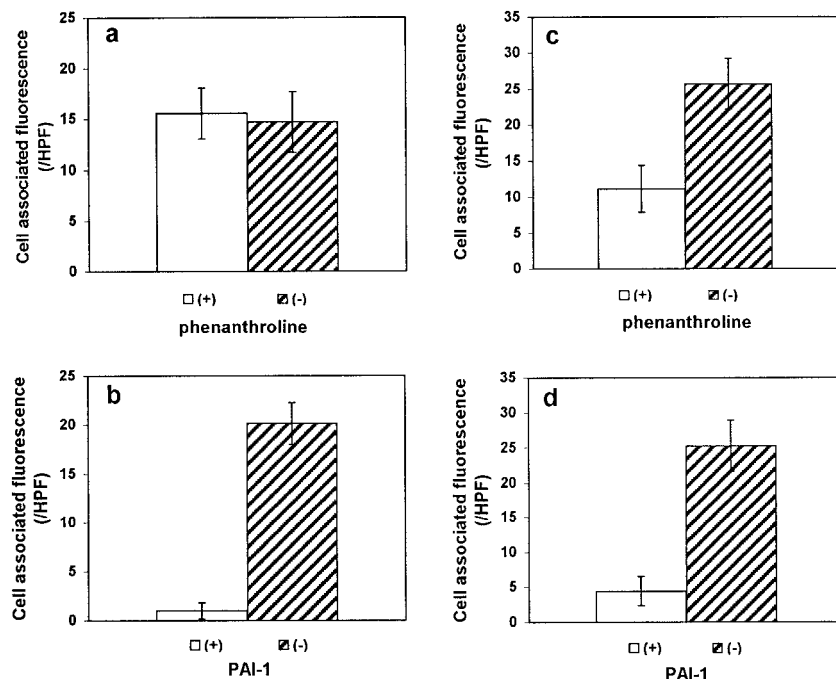 a
Cell associated fluorescence
(/HPF)
25
20
15
10
5
0
(+) (-)
phenanthroline
c
Cell associated fluorescence
(/HPF)
35
30
25
20
15
10
5
0
(+) (-)
phenanthroline
b
Cell associated fluorescence
(/HPF)
25
20
15
10
5
0
(+) (-)
PAI-1
d
Cell associated fluorescence
(/HPF)
35
30
25
20
15
10
5
0
(+) (-)
PAI-1